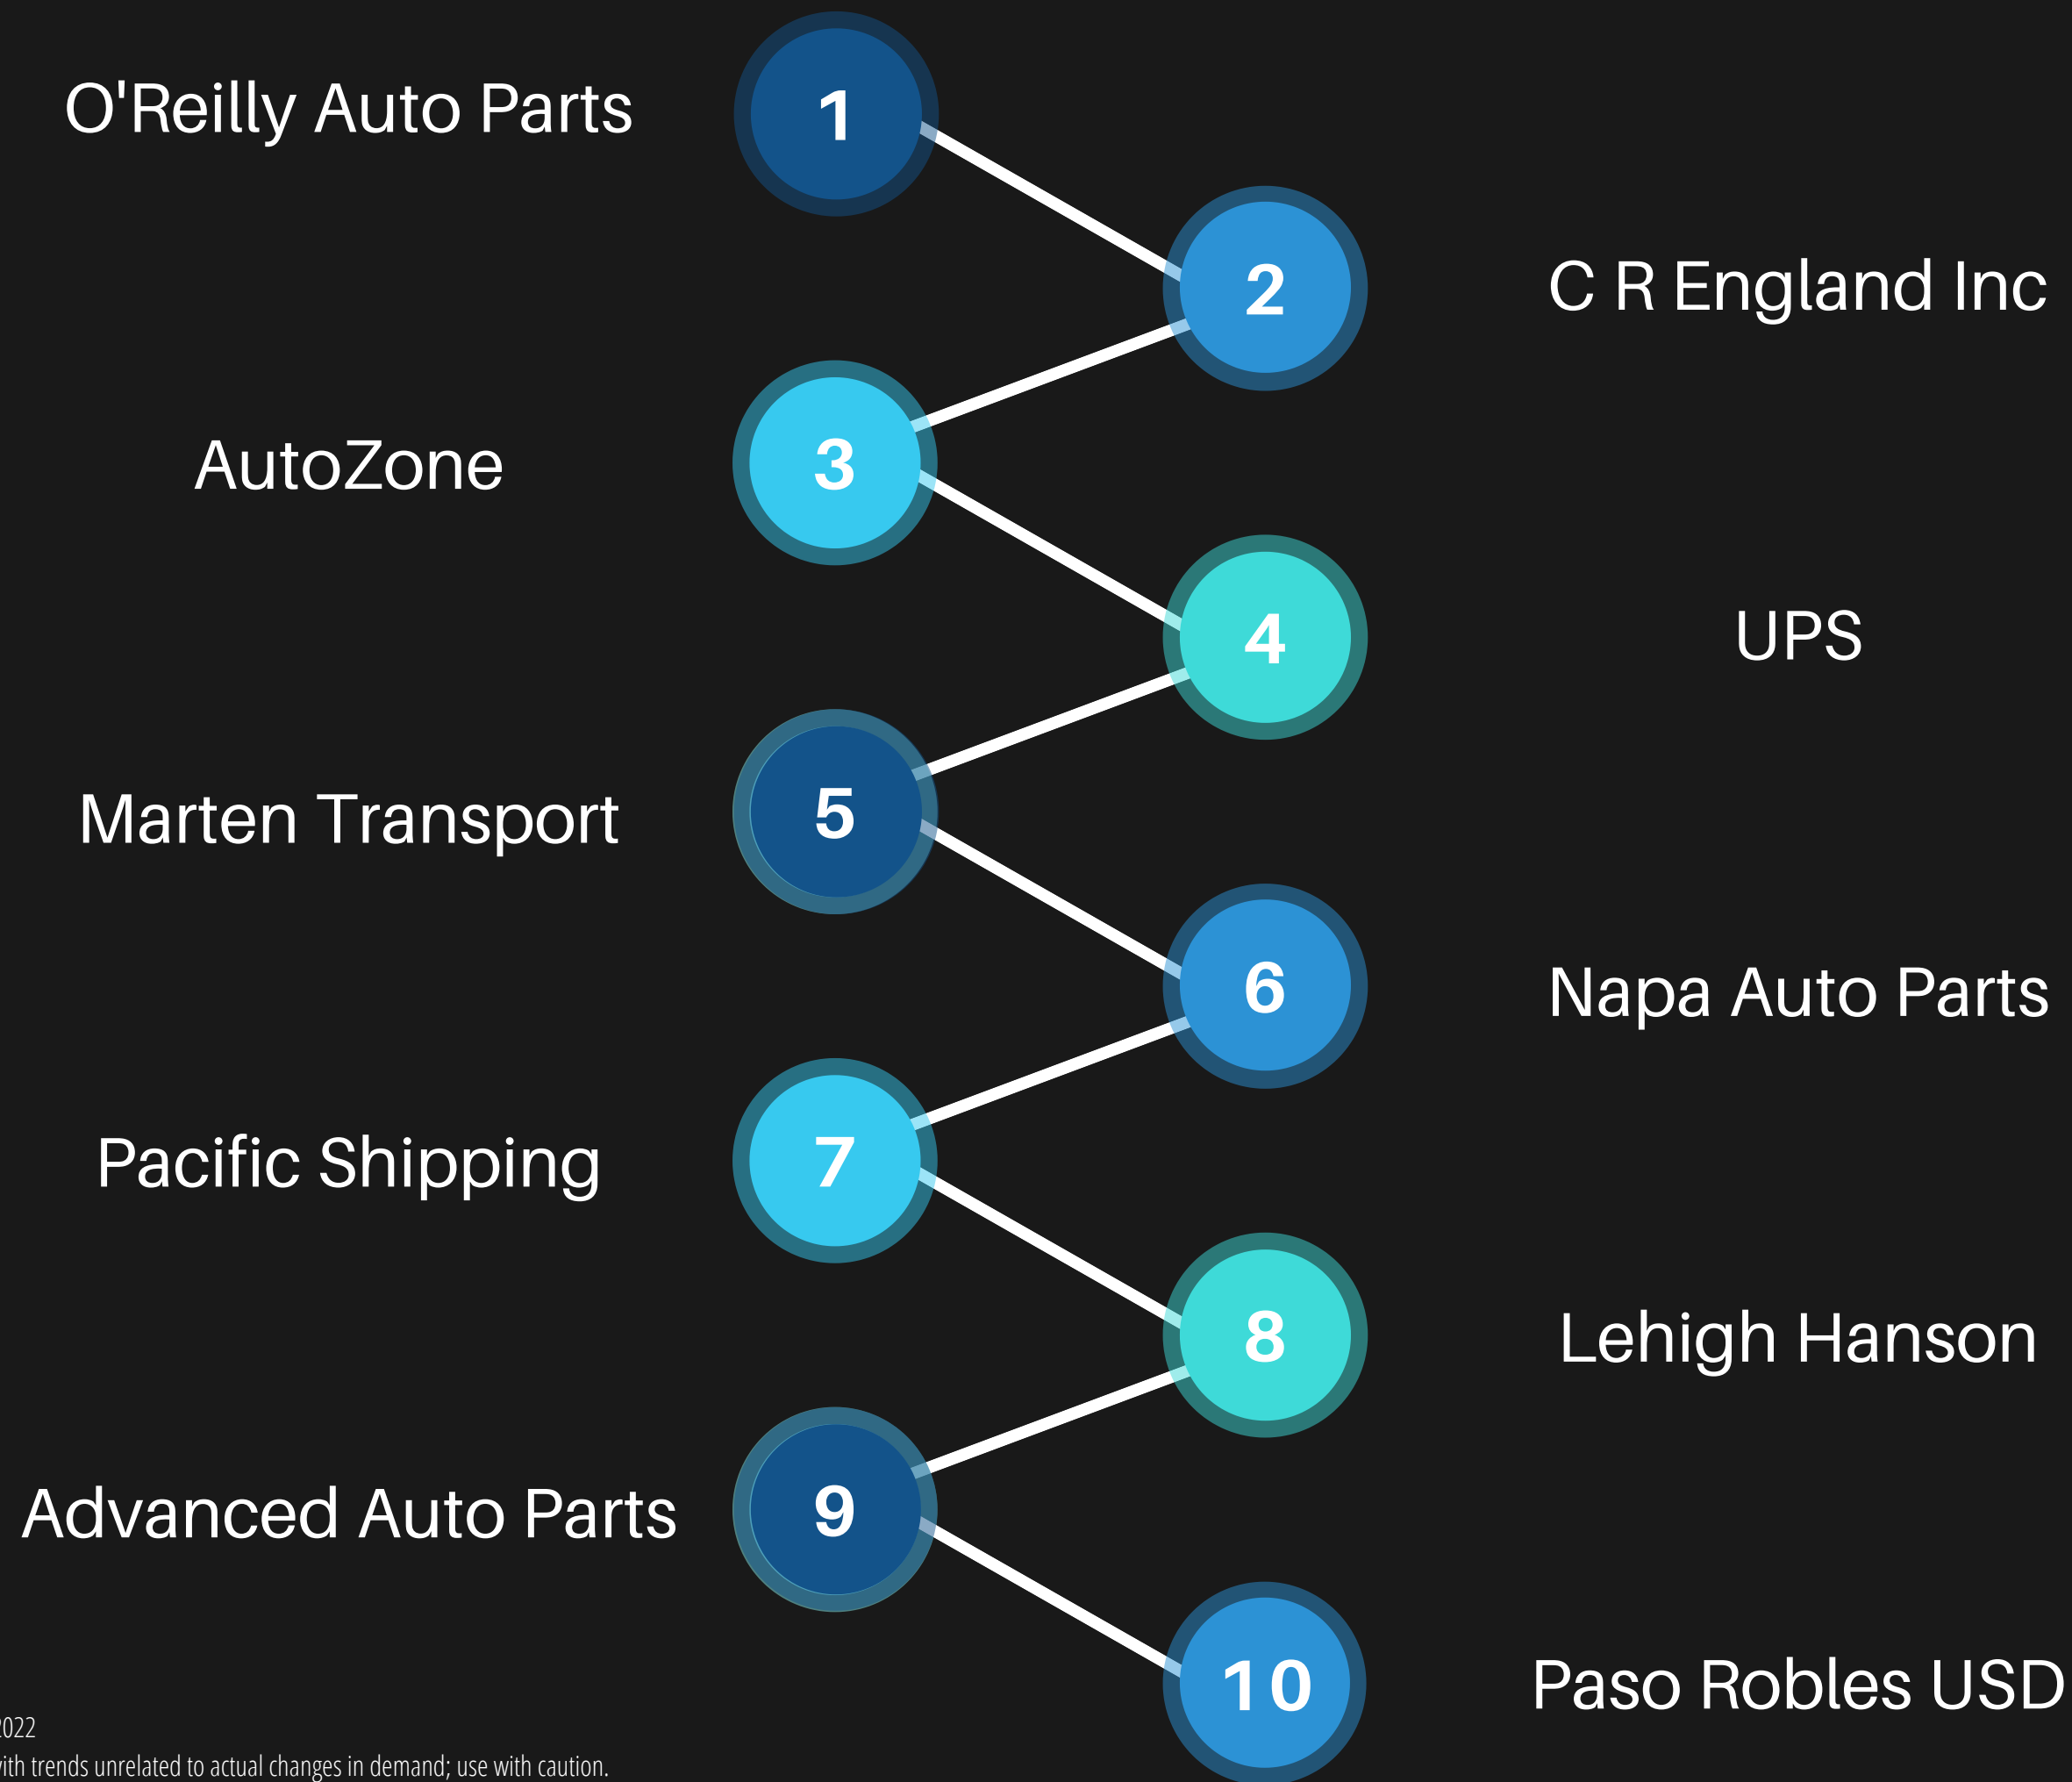 O'Reilly Auto Parts
1
2
C R England Inc
AutoZone
3
4
UPS
Marten Transport
5
6
Napa Auto Parts
Pacific Shipping
7
8
Lehigh Hanson
Advanced Auto Parts
9
10
Paso Robles USD
2022
with trends unrelated to actual changes in demand, use with caution.